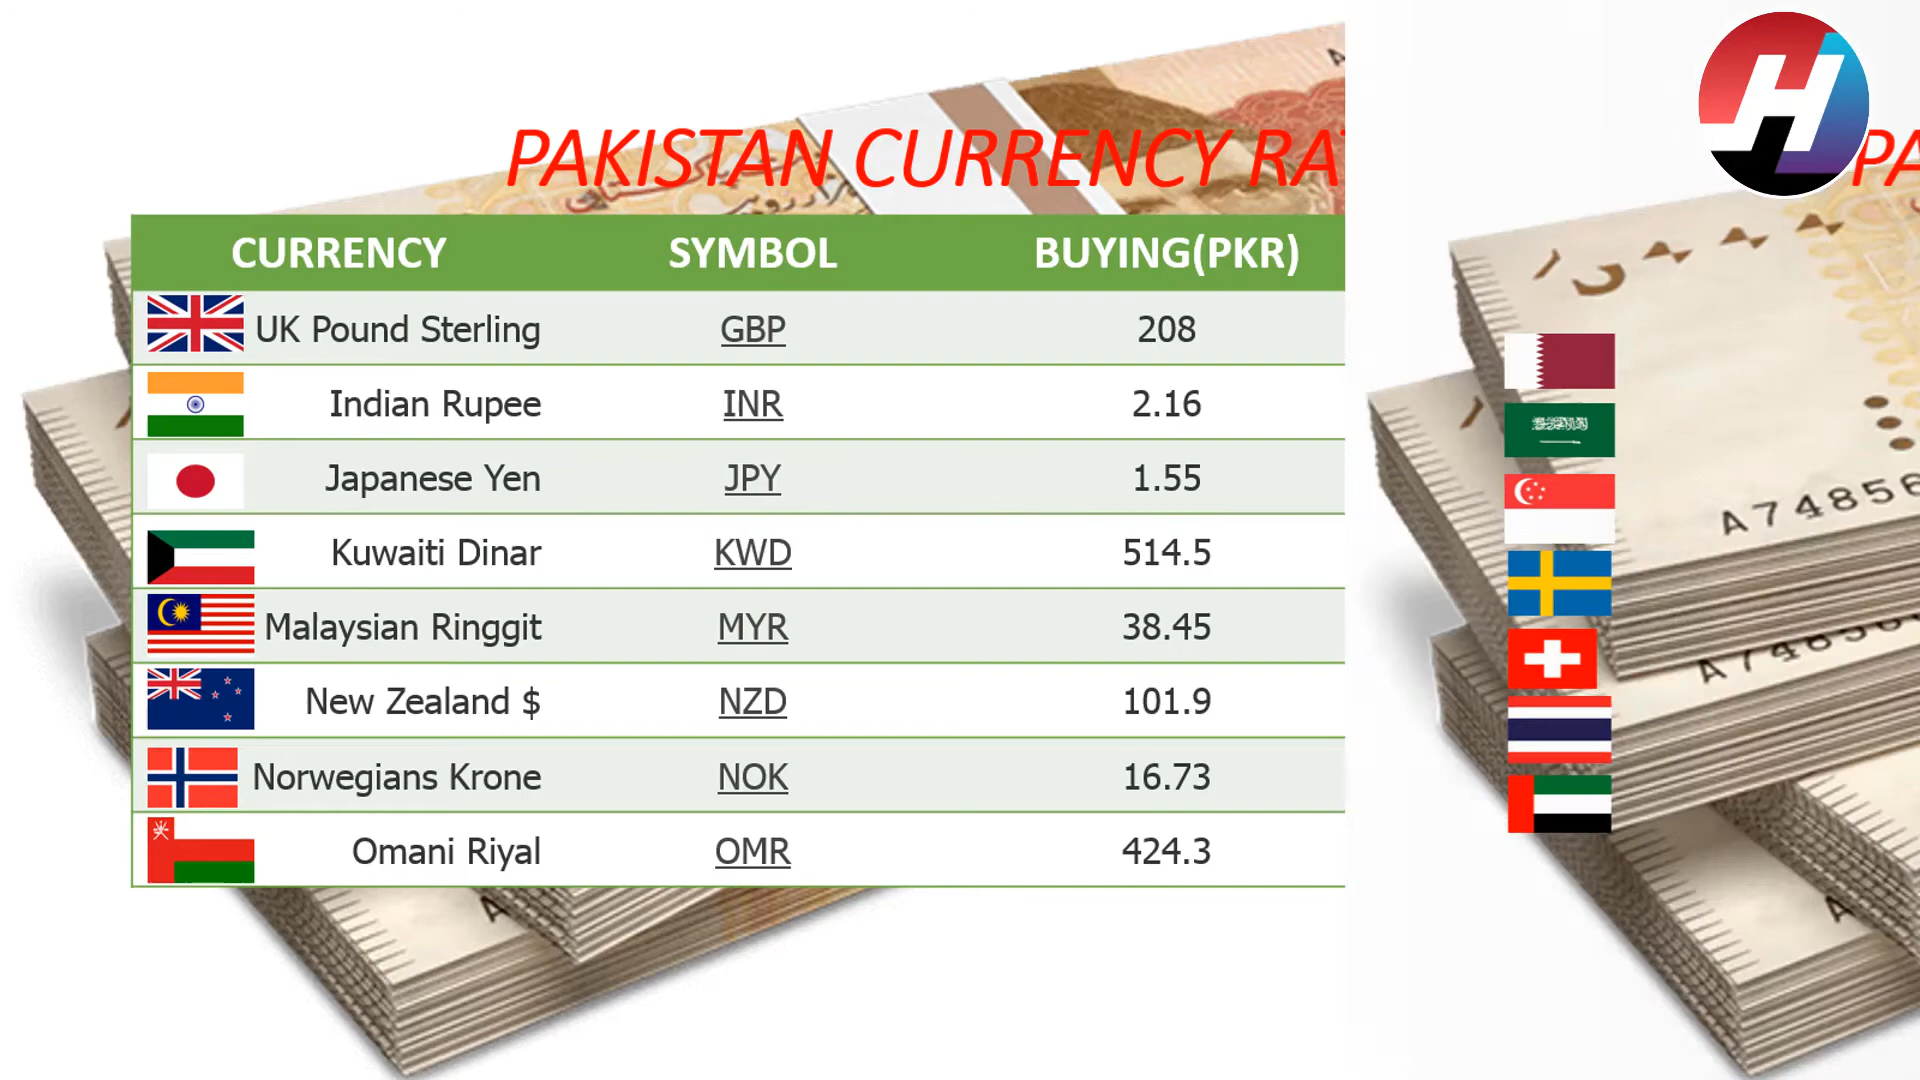 PAKISTAN CURRENCY RA
PA
CURRENCY SYMBOL BUYING(PKR)
UK Pound Sterling GBP 208
Indian Rupee INR 2.16
Japanese Yen JPY 1.55
Kuwaiti Dinar KWD 514.5
Malaysian Ringgit MYR 38.45
New Zealand $ NZD 101.9
Norwegians Krone NOK 16.73
Omani Riyal OMR 424.3
H
A74856